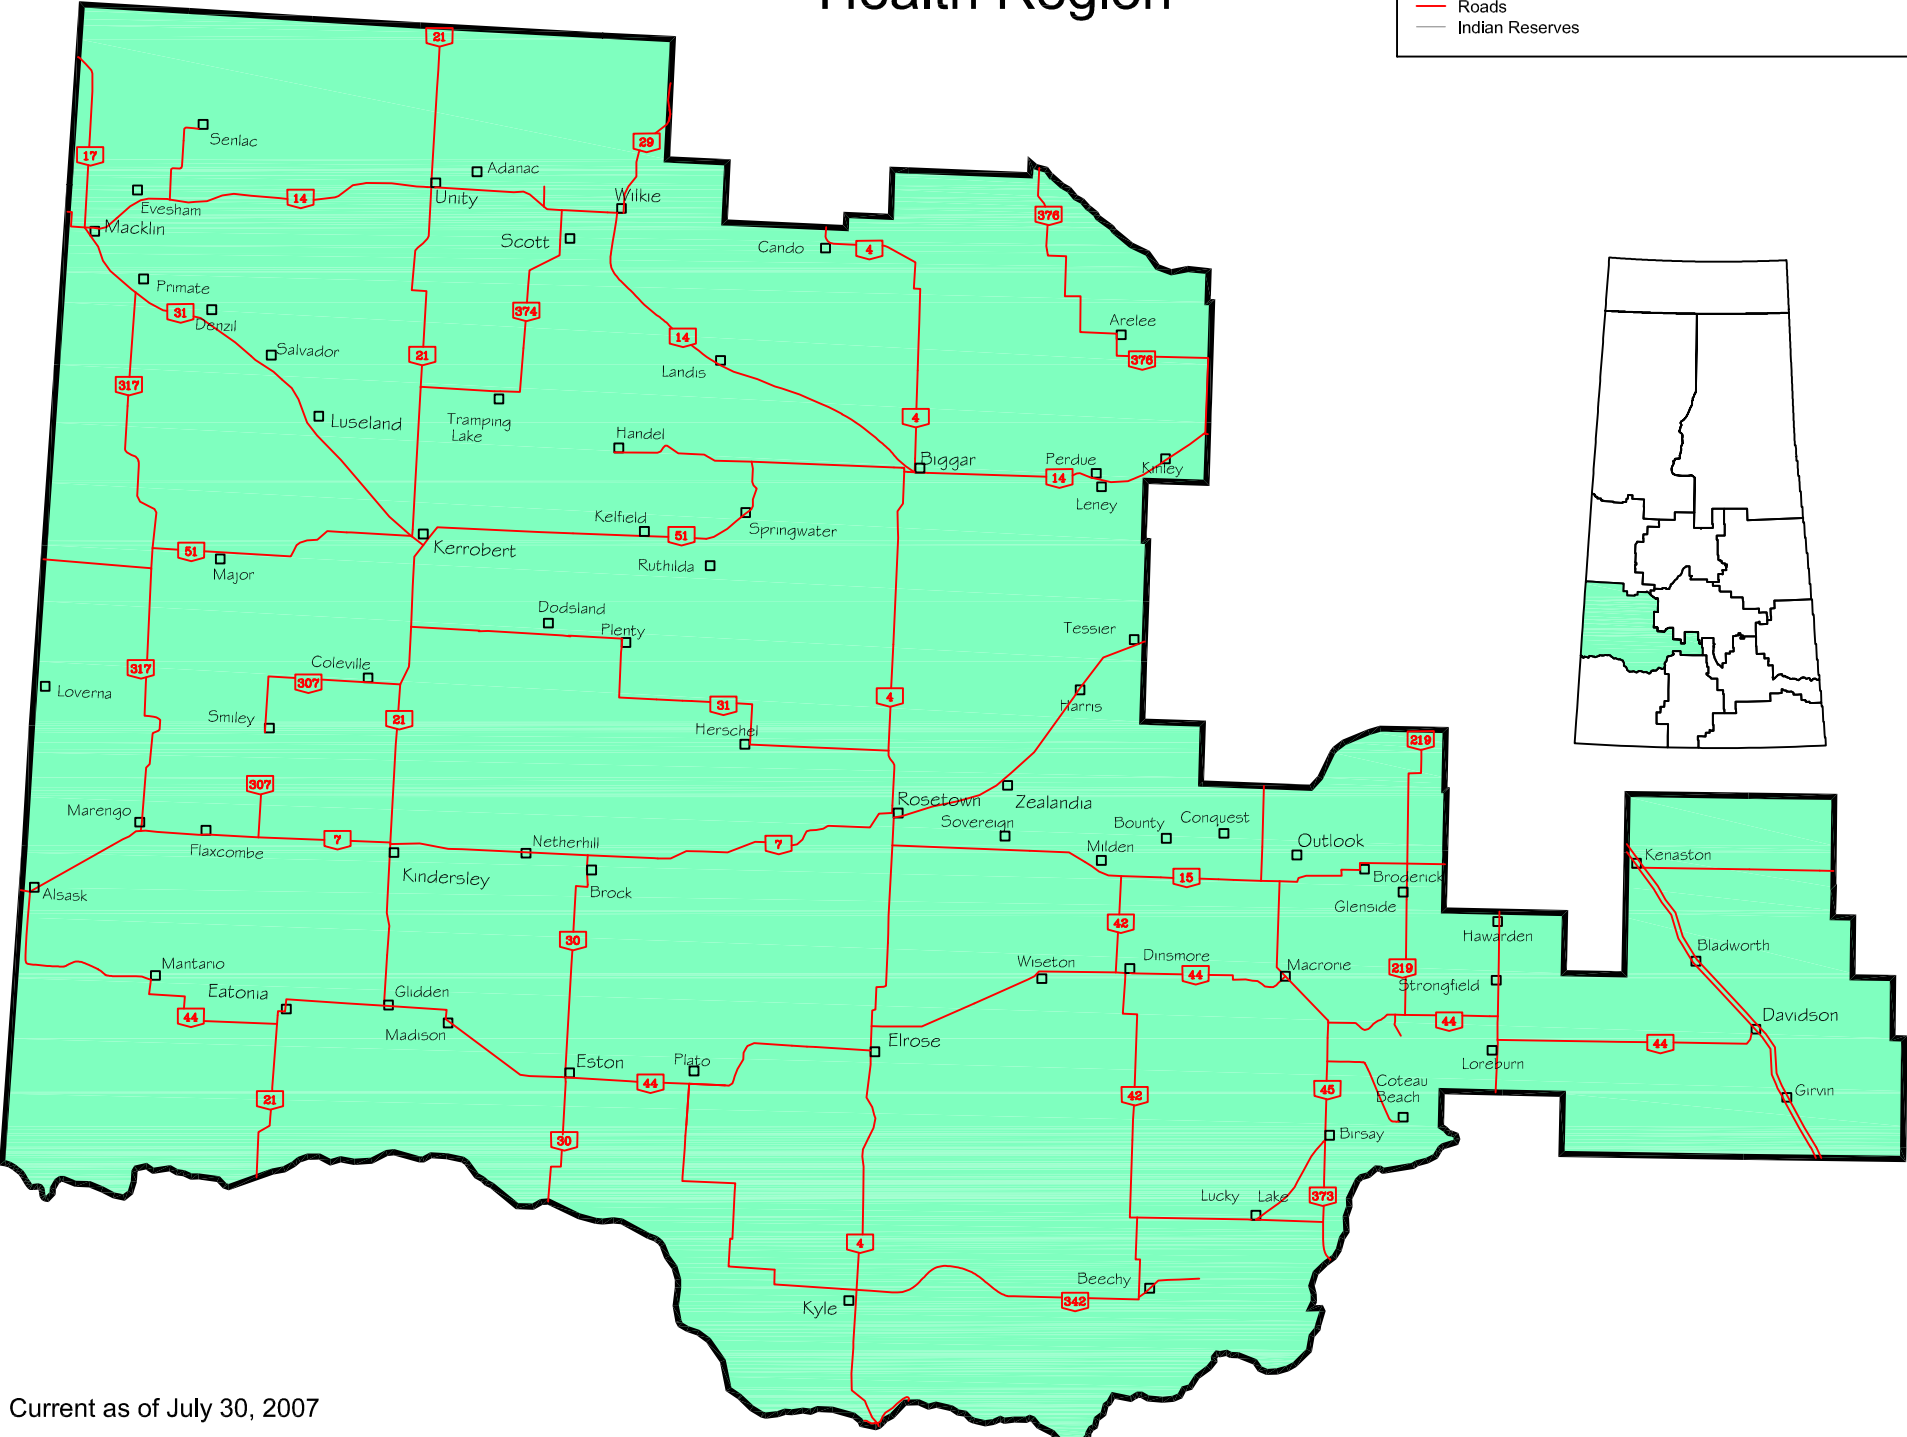 Health Region
Roads
Indian Reserves
21
29
17
Senlac
Adanac
Unity
Wilkie
14
Evesham
Macklin
Scott
Cando
4
376
Primate
31
Denzil
374
Arelee
376
Salvador
21
14
Landis
317
Luseland
Tramping
Lake
Handel
4
Biggar
Perdue
Kinley
14
Leney
Kelfield
51
Springwater
Kerrobert
51
Major
Ruthilda
Dodsland
Plenty
Tessier
317
Coleville
307
Loverna
Smiley
21
31
Herschel
4
Harris
219
307
Marengo
Rosetown
Zealandia
Sovereign
Bounty
Conquest
Flaxcombe
7
Netherhill
7
Milden
Outlook
Kenaston
Kindersley
Brock
15
Broderick
Alsask
Glenside
42
Hawarden
30
Bladworth
Mantario
Wiseton
Dinsmore
44
Macrorie
219
Strongfield
Eatonia
Glidden
44
Madison
44
Davidson
Elrose
44
Loreburn
Eston
44
Plato
21
42
45
Coteau
Beach
Girvin
30
Birsay
Lucky Lake
373
4
Beechy
Kyle
342
Current as of July 30, 2007